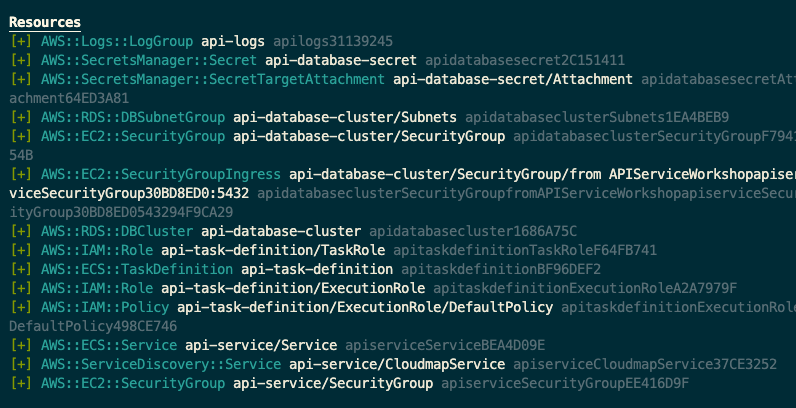 Resources
[+] AWS::Logs::LogGroup api-logs apilogs31139245
[+] AWS::SecretsManager::Secret api-database-secret apidatabasesecret2C151411
[+] AWS::SecretsManager::SecretTargetAttachment api-database-secret/Attachment apidatabasesecretAtt
achment64ED3A81
[+] AWS::RDS::DBSubnetGroup api-database-cluster/Subnets apidatabaseclusterSubnets1EA4BEB9
[+] AWS::EC2::SecurityGroup api-database-cluster/SecurityGroup apidatabaseclusterSecurityGroupF7941
54B
[+] AWS::EC2::SecurityGroupIngress api-database-cluster/SecurityGroup/from APIServiceWorkshopapiser
viceSecurityGroup30BD8ED0:5432 apidatabaseclusterSecurityGroupfromAPIServiceWorkshopapiserviceSecur
ityGroup30BD8ED0543294F9CA29
[+] AWS::RDS::DBCluster api-database-cluster apidatabasecluster1686A75C
[+] AWS::IAM::Role api-task-definition/TaskRole apitaskdefinitionTaskRoleF64FB741
[+] AWS::ECS::TaskDefinition api-task-definition apitaskdefinitionBF96DEF2
[+] AWS::IAM::Role api-task-definition/ExecutionRole apitaskdefinitionExecutionRoleA2A7979F
[+] AWS::IAM::Policy api-task-definition/ExecutionRole/DefaultPolicy apitaskdefinitionExecutionRole
DefaultPolicy498CE746
[+] AWS::ECS::Service api-service/Service apiserviceServiceBEA4D09E
[+] AWS::ServiceDiscovery::Service api-service/CloudmapService apiserviceCloudmapService37CE3252
[+] AWS::EC2::SecurityGroup api-service/SecurityGroup apiserviceSecurityGroupEE416D9F